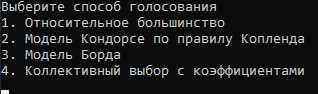 Выберите способ голосования
1. Относительное большинство
2. Модель Кондорсе по правилу Копленда
3. Модель Борда
4. Коллективный выбор с коэффициентами